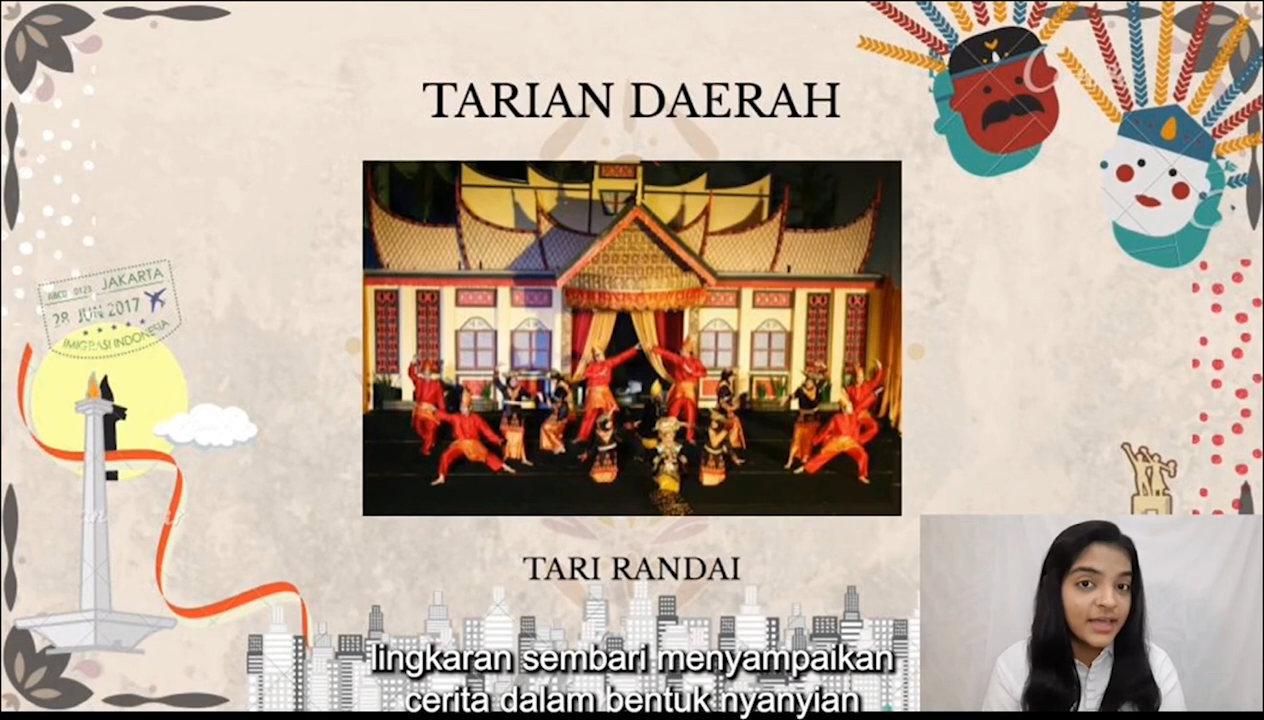 TARIAN DAERAH
JAKARTA
28 JUN 2017
IMIGRASI INDONESIA
TARI RANDAI
lingkaran sembari menyampaikan
cerita dalam bentuk nyanyian